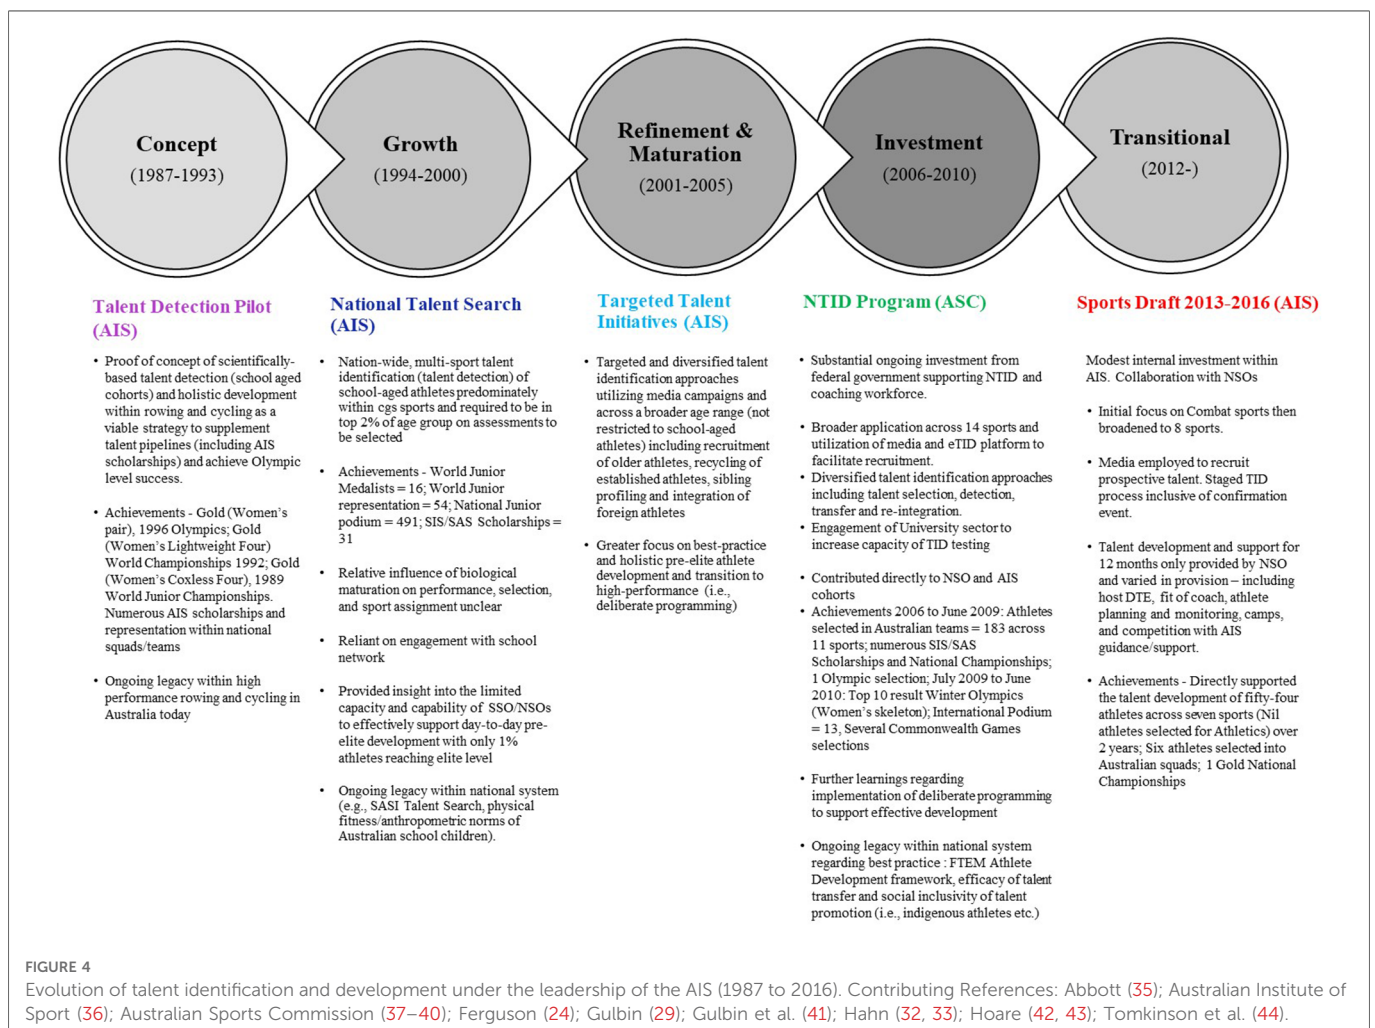 Concept
(1987-1993)
Growth
(1994-2000)
Refinement &
Maturation
(2001-2005)
Investment
(2006-2010)
Transitional
(2012-)
Talent Detection Pilot
(AIS)
• Proof of concept of scientifically-
based talent detection (school aged
cohorts) and holistic development
within rowing and cycling as a
viable strategy to supplement
talent pipelines (including AIS
scholarships) and achieve Olympic
level success.
• Achievements - Gold (Women's
pair), 1996 Olympics; Gold
(Women's Lightweight Four)
World Championships 1992; Gold
(Women's Coxless Four), 1989
World Junior Championships.
Numerous AIS scholarships and
representation within national
squads/teams
• Ongoing legacy within high
performance rowing and cycling in
Australia today
National Talent Search
(AIS)
• Nation-wide, multi-sport talent
identification (talent detection) of
school-aged athletes predominately
within cgs sports and required to be in
top 2% of age group on assessments to
be selected
• Achievements - World Junior
Medalists = 16; World Junior
representation = 54; National Junior
podium = 491; SIS/SAS Scholarships =
31
• Relative influence of biological
maturation on performance, selection,
and sport assignment unclear
• Reliant on engagement with school
network
• Provided insight into the limited
capacity and capability of SSO/NSOs
to effectively support day-to-day pre-
elite development with only 1%
athletes reaching elite level
• Ongoing legacy within national system
(e.g., SASI Talent Search, physical
fitness/anthropometric norms of
Australian school children).
Targeted Talent
Initiatives (AIS)
• Targeted and diversified talent
identification approaches
utilizing media campaigns and
across a broader age range (not
restricted to school-aged
athletes) including recruitment
of older athletes, recycling of
established athletes, sibling
profiling and integration of
foreign athletes
• Greater focus on best-practice
and holistic pre-elite athlete
development and transition to
high-performance (i.e.,
deliberate programming)
NTID Program (ASC)
• Substantial ongoing investment from
federal government supporting NTID and
coaching workforce.
• Broader application across 14 sports and
utilization of media and eTID platform to
facilitate recruitment.
• Diversified talent identification approaches
including talent selection, detection,
transfer and re-integration.
• Engagement of University sector to
increase capacity of TID testing
• Contributed directly to NSO and AIS
cohorts
• Achievements 2006 to June 2009: Athletes
selected in Australian teams = 183 across
11 sports; numerous SIS/SAS
Scholarships and National Championships;
1 Olympic selection; July 2009 to June
2010: Top 10 result Winter Olympics
(Women's skeleton); International Podium
= 13, Several Commonwealth Games
selections
• Further learnings regarding
implementation of deliberate programming
to support effective development
• Ongoing legacy within national system
regarding best practice : FTEM Athlete
Development framework, efficacy of talent
transfer and social inclusivity of talent
promotion (i.e., indigenous athletes etc.)
Sports Draft 2013-2016 (AIS)
Modest internal investment within
AIS. Collaboration with NSOs
• Initial focus on Combat sports then
broadened to 8 sports.
• Media employed to recruit
prospective talent. Staged TID
process inclusive of confirmation
event.
• Talent development and support for
12 months only provided by NSO
and varied in provision – including
host DTE, fit of coach, athlete
planning and monitoring, camps,
and competition with AIS
guidance/support.
• Achievements - Directly supported
the talent development of fifty-four
athletes across seven sports (Nil
athletes selected for Athletics) over
2 years; Six athletes selected into
Australian squads; 1 Gold National
Championships
FIGURE 4
Evolution of talent identification and development under the leadership of the AIS (1987 to 2016). Contributing References: Abbott (35); Australian Institute of
Sport (36); Australian Sports Commission (37–40); Ferguson (24); Gulbin (29); Gulbin et al. (41); Hahn (32, 33); Hoare (42, 43); Tomkinson et al. (44).